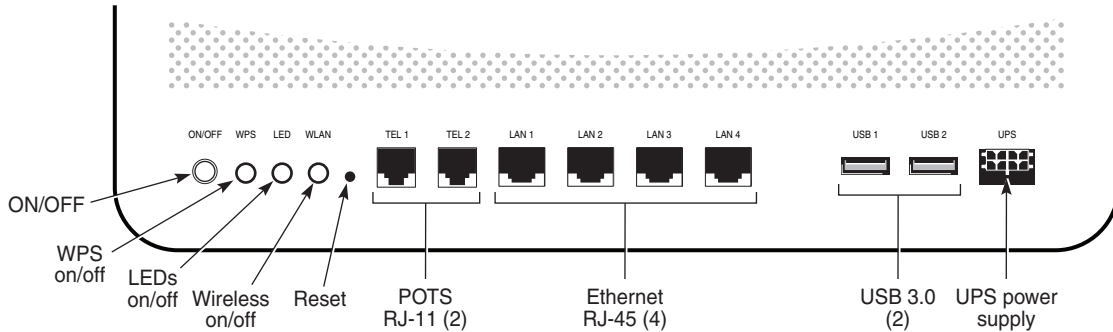 ON/OFF WPS LED WLAN TEL 1 TEL 2 LAN 1 LAN 2 LAN 3 LAN 4 USB 1 USB 2 UPS
ON/OFF
WPS
on/off
LEDs
on/off
Wireless
on/off
Reset
POTS
RJ-11 (2)
Ethernet
RJ-45 (4)
USB 3.0
(2)
UPS power
supply